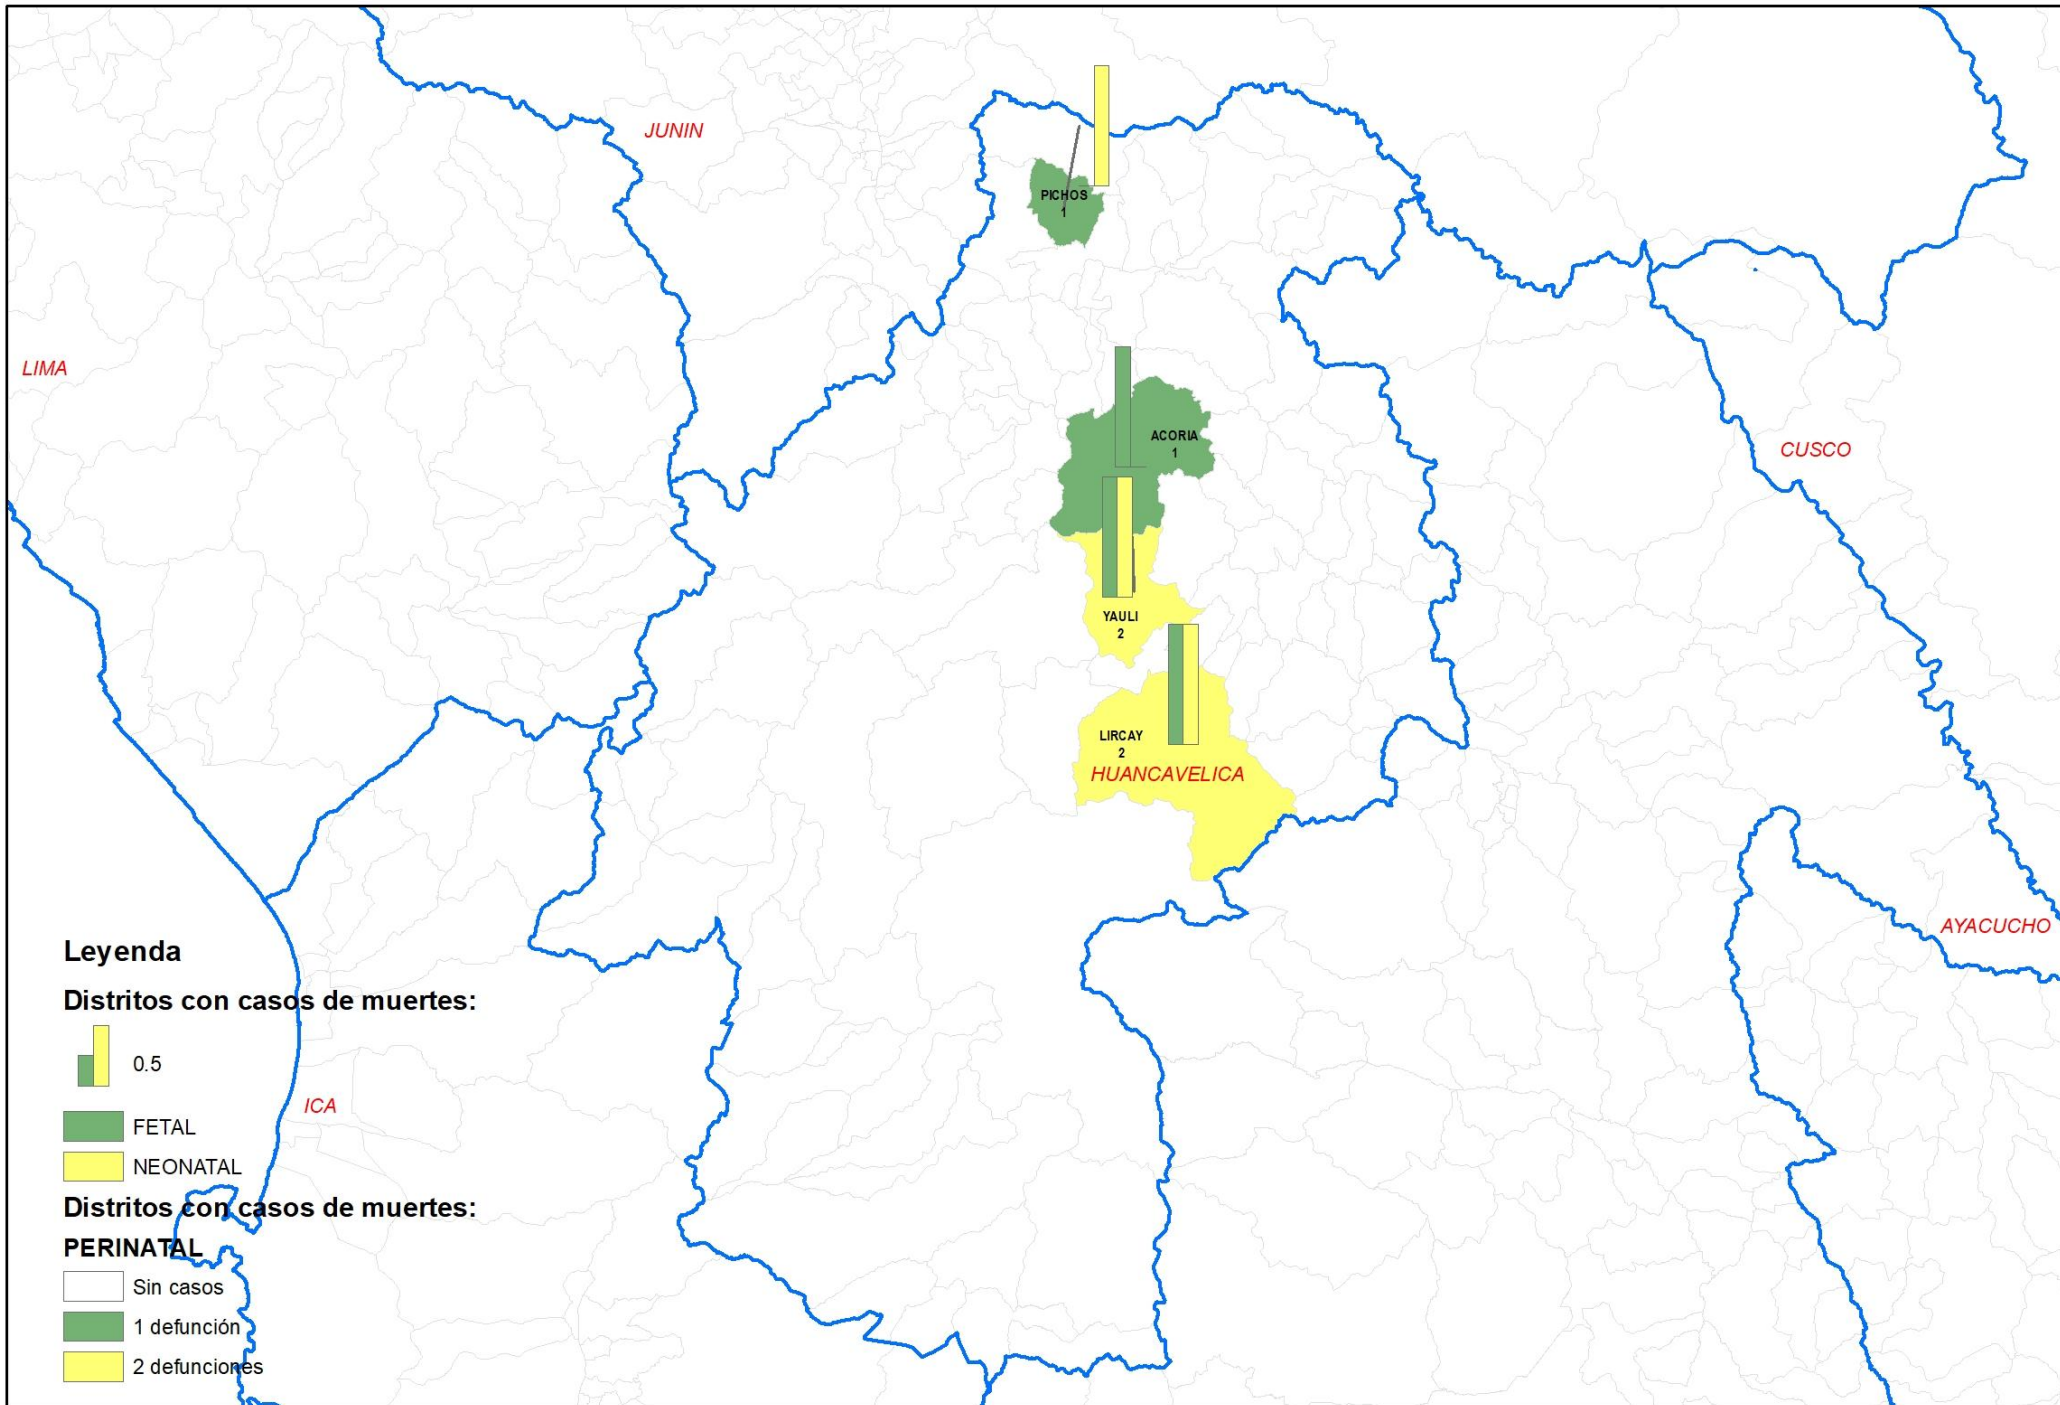 JUNIN
PICHOS
1
LIMA
ACORIA
1
CUSCO
YAULI
2
LIRCAY
2
HUANCAVELICA
AYACUCHO
ICA
Leyenda
Distritos con casos de muertes:
0.5
FETAL
NEONATAL
Distritos con casos de muertes:
PERINATAL
Sin casos
1 defunción
2 defunciones